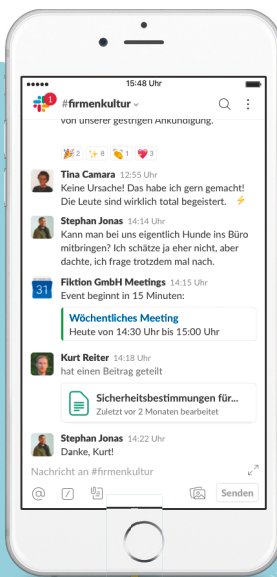 15:48 Uhr
1
#firmenkultur
von unserer gestrigen Ankündigung.
🎉 2 ✨ 8 👏 1 💖 3
Tina Camara 12:55 Uhr
Keine Ursache! Das habe ich gern gemacht!
Die Leute sind wirklich total begeistert. ⚡
Stephan Jonas 14:14 Uhr
Kann man bei uns eigentlich Hunde ins Büro
mitbringen? Ich schätze ja eher nicht, aber
dachte, ich frage trotzdem mal nach.
31
Fiktion GmbH Meetings 14:15 Uhr
Event beginnt in 15 Minuten:
Wöchentliches Meeting
Heute von 14:30 Uhr bis 15:00 Uhr
Kurt Reiter 14:18 Uhr
hat einen Beitrag geteilt
Sicherheitsbestimmungen für...
Zuletzt vor 2 Monaten bearbeitet
Stephan Jonas 14:22 Uhr
Danke, Kurt!
Nachricht an #firmenkultur
@ / Senden